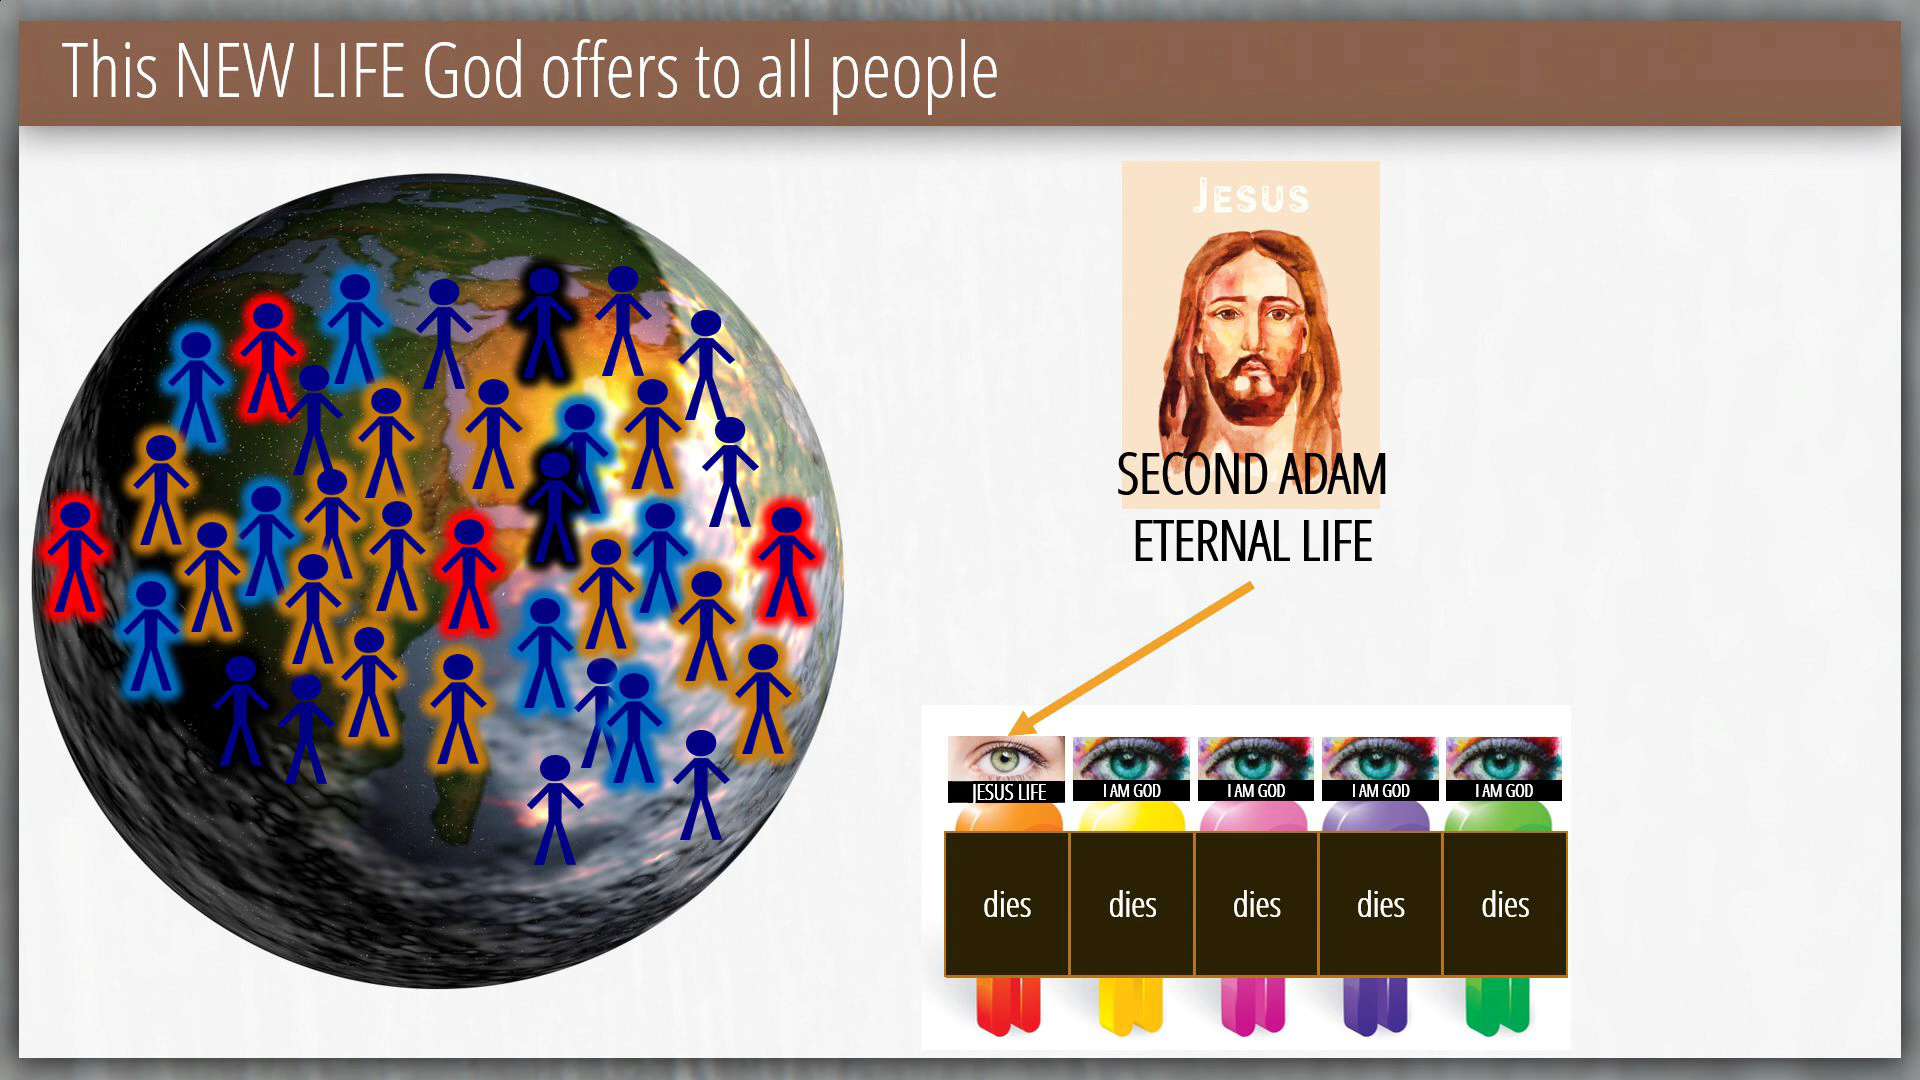 This NEW LIFE God offers to all people
JESUS
SECOND ADAM
ETERNAL LIFE
JESUS LIFE
I AM GOD
I AM GOD
I AM GOD
I AM GOD
dies
dies
dies
dies
dies